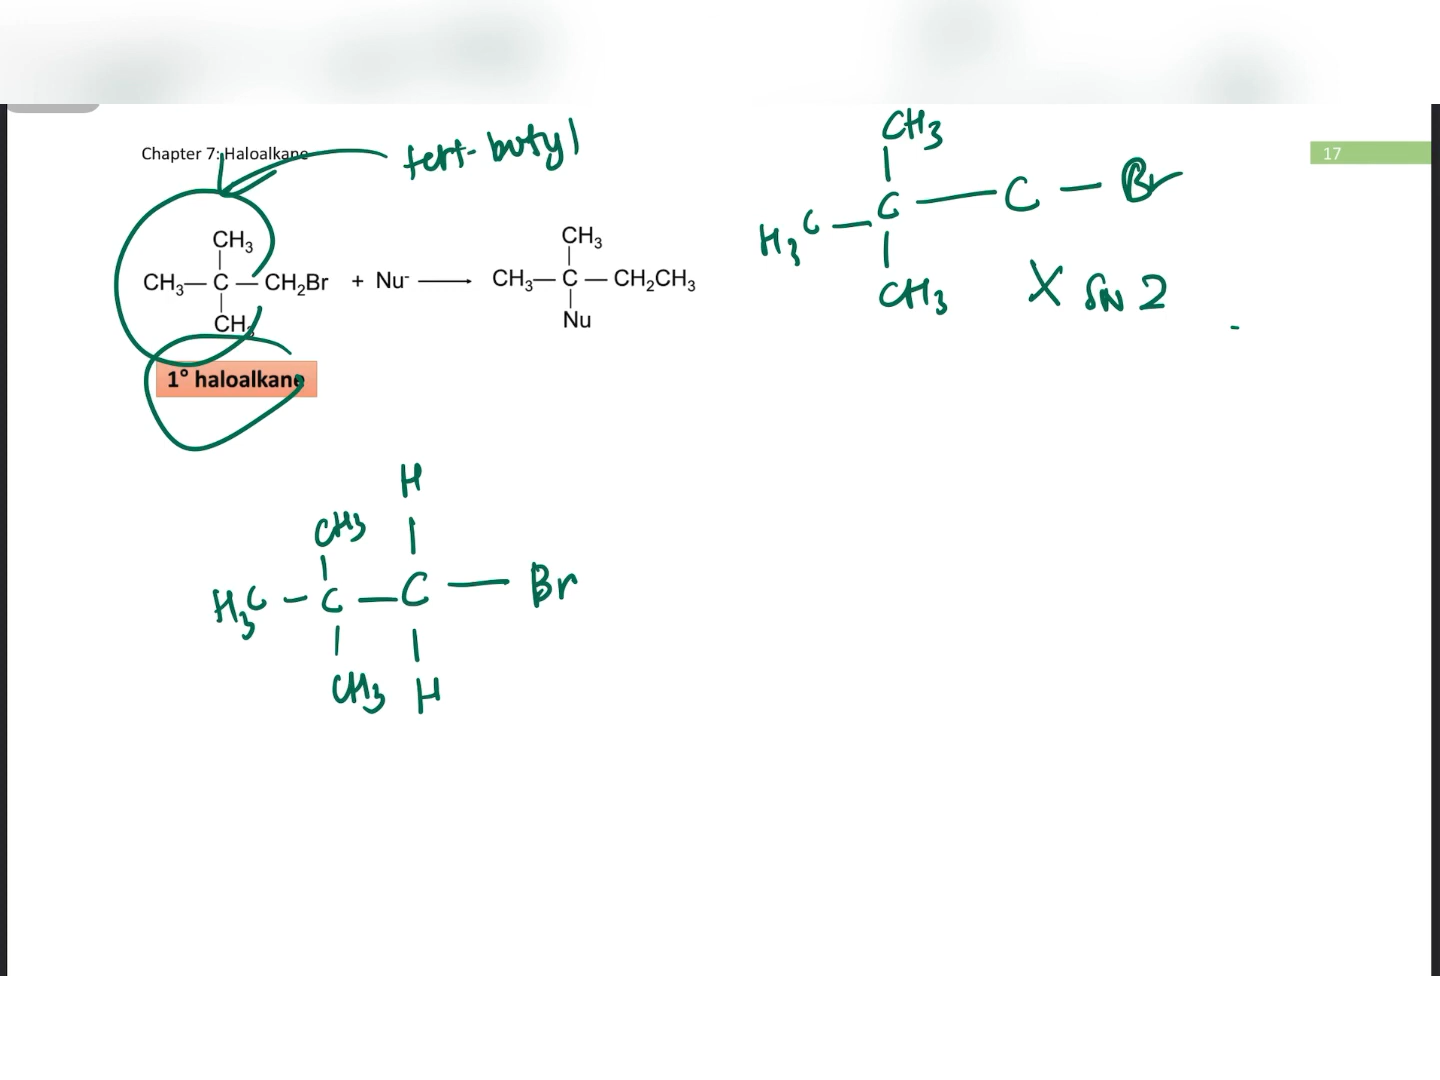 Chapter 7: Haloalkane
tert-butyl
17
CH3
CH3— C — CH2Br + Nu- ⟶
CH3
1° haloalkane
CH3
CH3— C — CH2CH3
Nu
CH3
H3C — C — C — Br
CH3
X SN2
H
CH3
H3C - C - C - Br
CH3 H